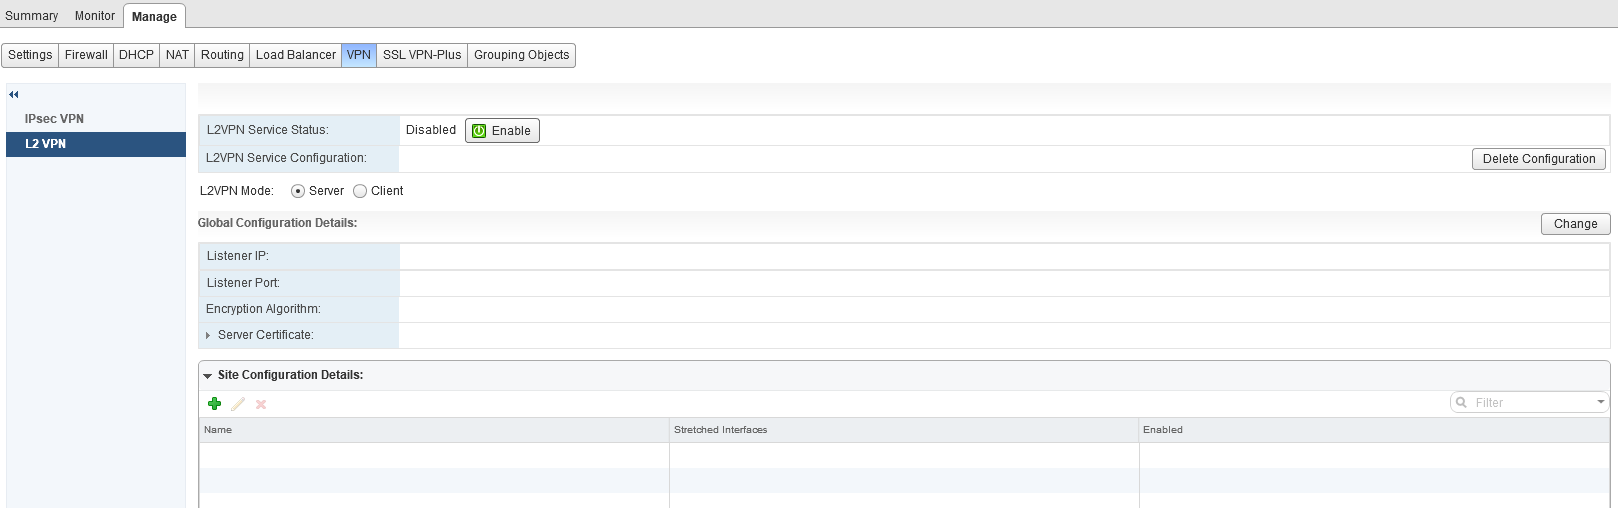 Summary Monitor Manage
Settings Firewall DHCP NAT Routing Load Balancer VPN SSL VPN-Plus Grouping Objects
IPsec VPN
L2 VPN
L2VPN Service Status: Disabled Enable
L2VPN Service Configuration: Delete Configuration
L2VPN Mode: Server Client
Global Configuration Details: Change
Listener IP:
Listener Port:
Encryption Algorithm:
Server Certificate:
Site Configuration Details:
Filter
Name Stretched Interfaces Enabled